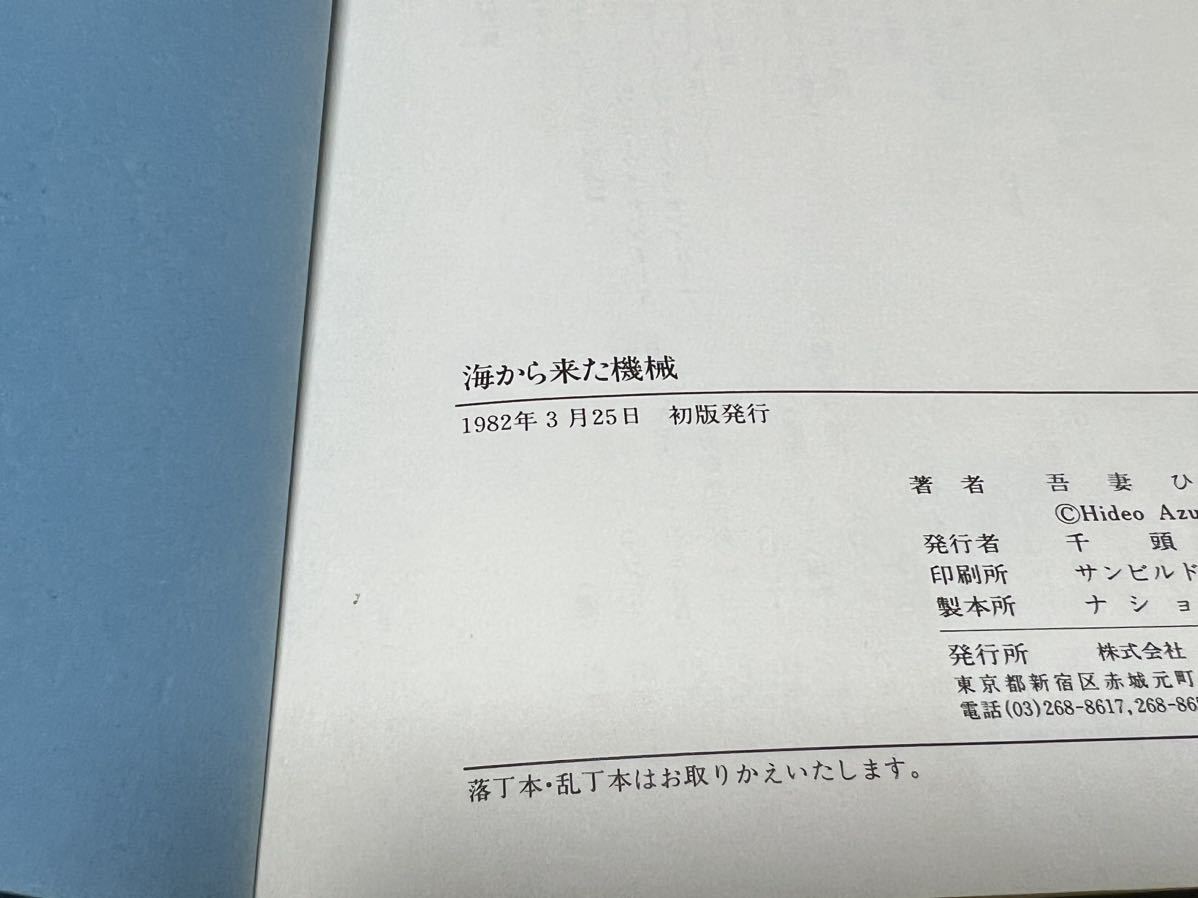 海から来た機械
1982年3月25日 初版発行
著者 吾妻ひ
©Hideo Azu
発行者 千頭
印刷所 サンビルド
製本所 ナショ
発行所 株式会社
東京都新宿区赤城元町
電話(03)268-8617,268-86
落丁本・乱丁本はお取りかえいたします。